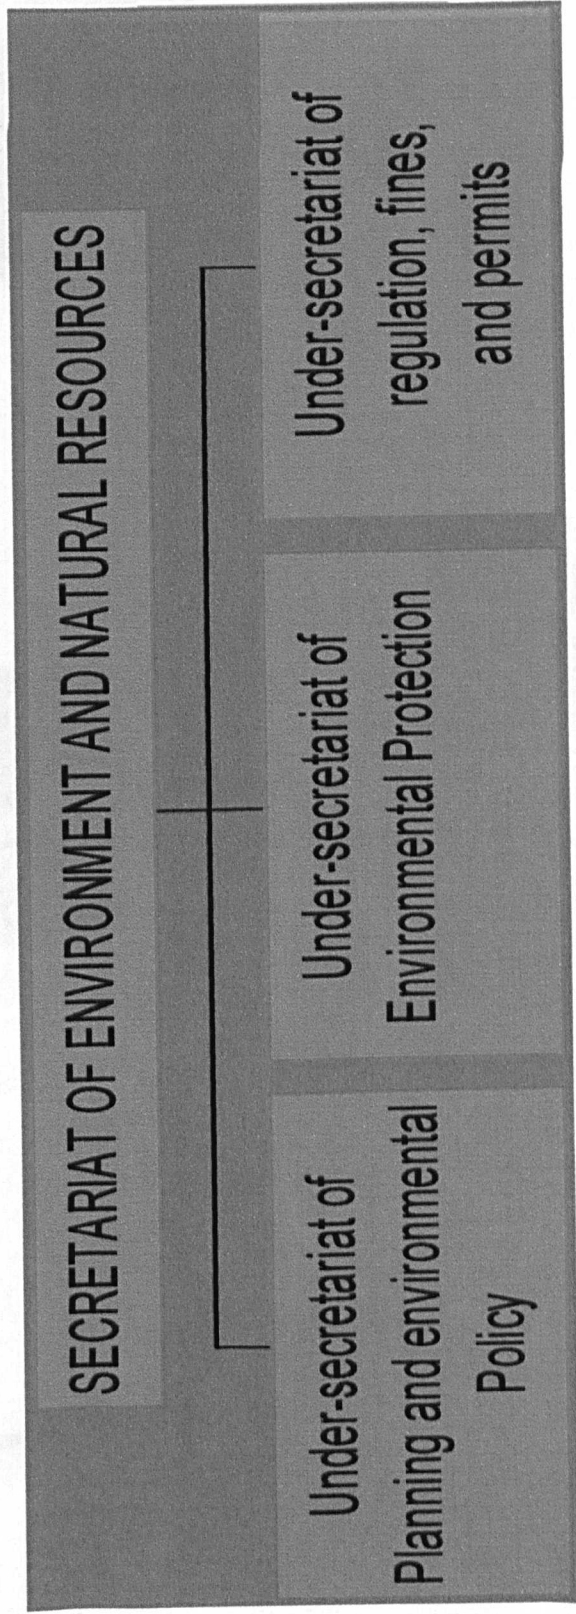 SECRETARIAT OF ENVIRONMENT AND NATURAL RESOURCES
Under-secretariat of
Planning and environmental
Policy
Under-secretariat of
Environmental Protection
Under-secretariat of
regulation, fines,
and permits